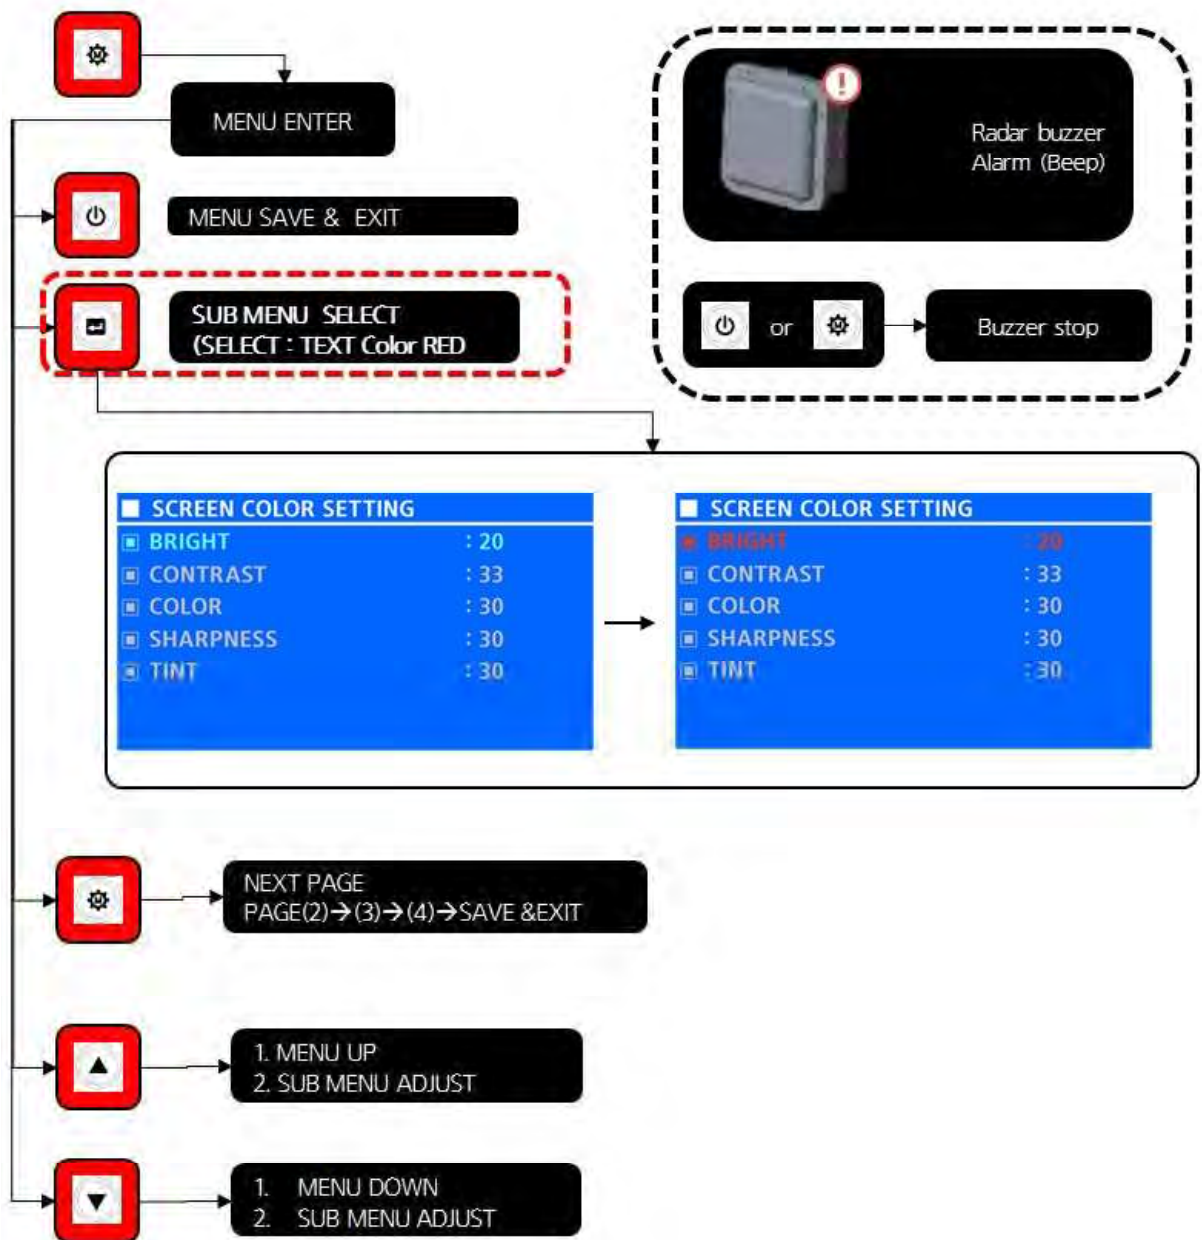 MENU ENTER
Radar buzzer
Alarm (Beep)
MENU SAVE & EXIT
SUB MENU SELECT
(SELECT : TEXT Color RED
or
Buzzer stop
SCREEN COLOR SETTING
BRIGHT : 20
CONTRAST : 33
COLOR : 30
SHARPNESS : 30
TINT : 30
SCREEN COLOR SETTING
BRIGHT : 20
CONTRAST : 33
COLOR : 30
SHARPNESS : 30
TINT : 30
NEXT PAGE
PAGE(2)→(3)→(4)→SAVE &EXIT
1. MENU UP
2. SUB MENU ADJUST
1. MENU DOWN
2. SUB MENU ADJUST